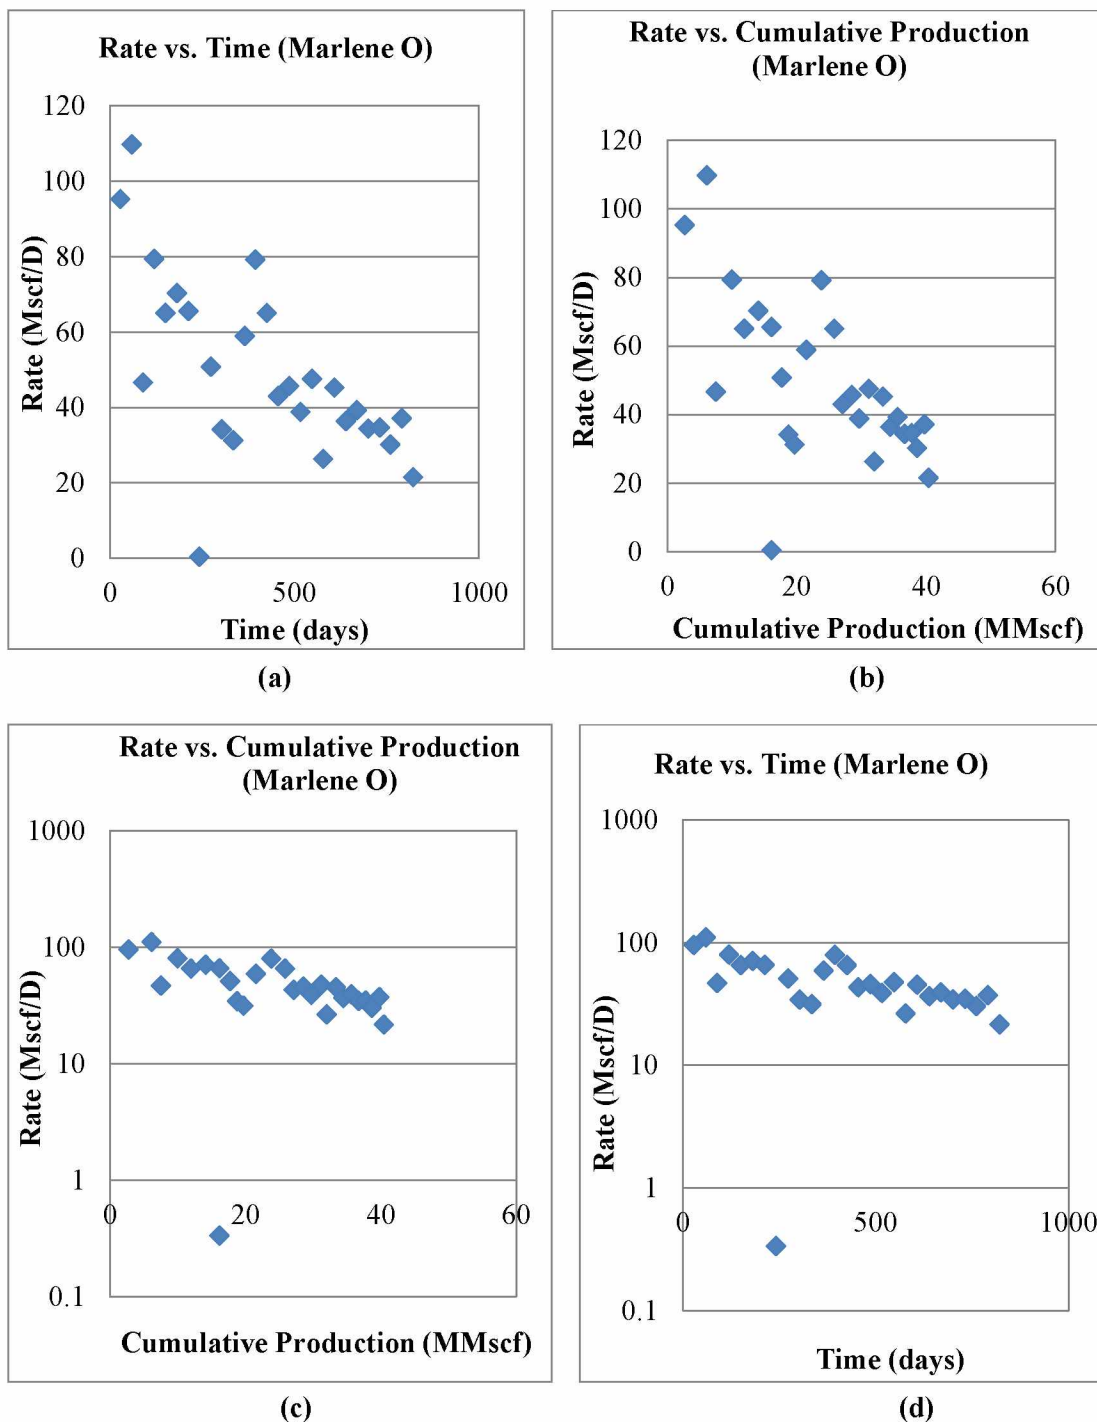 Rate vs. Time (Marlene O)
120
100
80
60
40
20
0
Rate (Mscf/D)
0 500 1000
Time (days)
(a)
Rate vs. Cumulative Production
(Marlene O)
120
100
80
60
40
20
0
Rate (Mscf/D)
0 20 40 60
Cumulative Production (MMscf)
(b)
Rate vs. Cumulative Production
(Marlene O)
1000
100
10
1
0.1
Rate (Mscf/D)
0 20 40 60
Cumulative Production (MMscf)
(c)
Rate vs. Time (Marlene O)
1000
100
10
1
0.1
Rate (Mscf/D)
0 500 1000
Time (days)
(d)